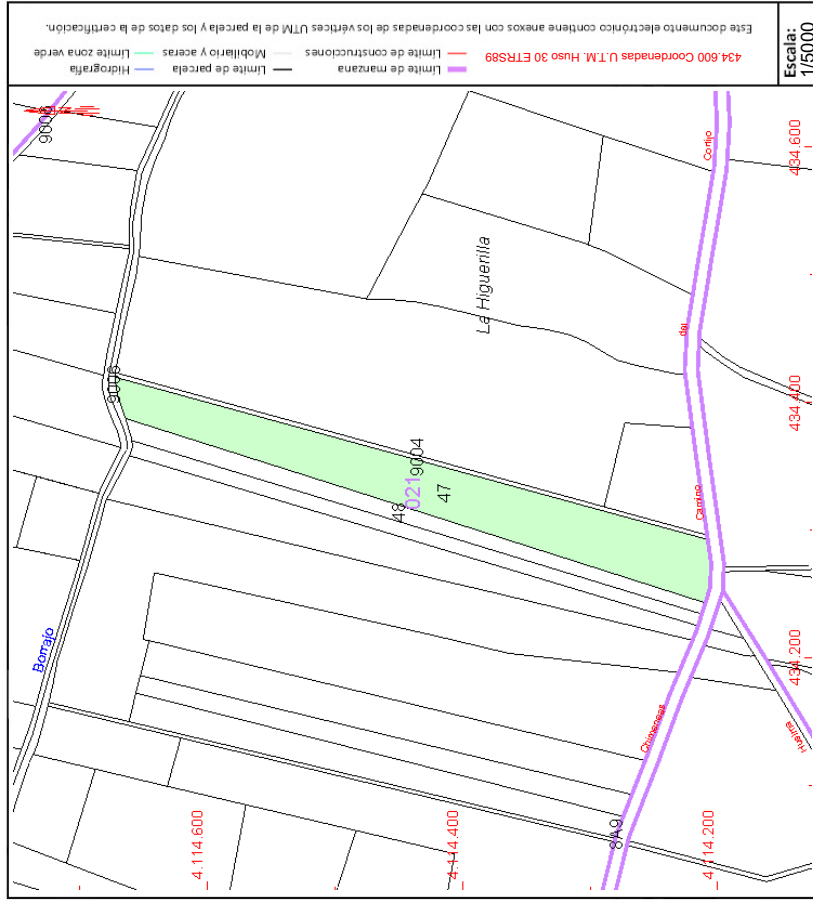 Este documento electrónico contiene anexos con las coordenadas de los vértices UTM de la parcela y los datos de la certificación.
434.600 Coordenadas U.T.M. Huso 30 ETRS89
Límite de manzana
Límite de construcciones
Límite de parcela
Mobiliario y aceras
Hidrografía
Límite zona verde
Escala:
1/5000
9008
9006
Borrajo
La Higuerilla
48
021
9004
47
Cortijo
del
Camino
Chimeneas
Huelma
8A9
434.600
434.400
434.200
4.114.600
4.114.400
4.114.200